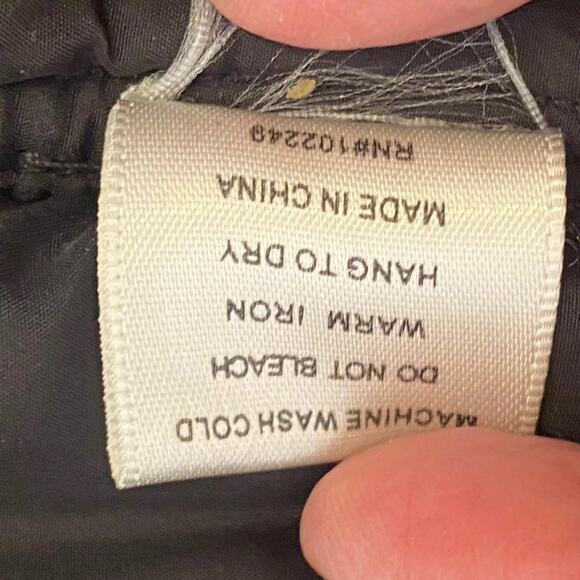 MACHINE WASH COLD
DO NOT BLEACH
WARM IRON
HANG TO DRY
MADE IN CHINA
RN#102249